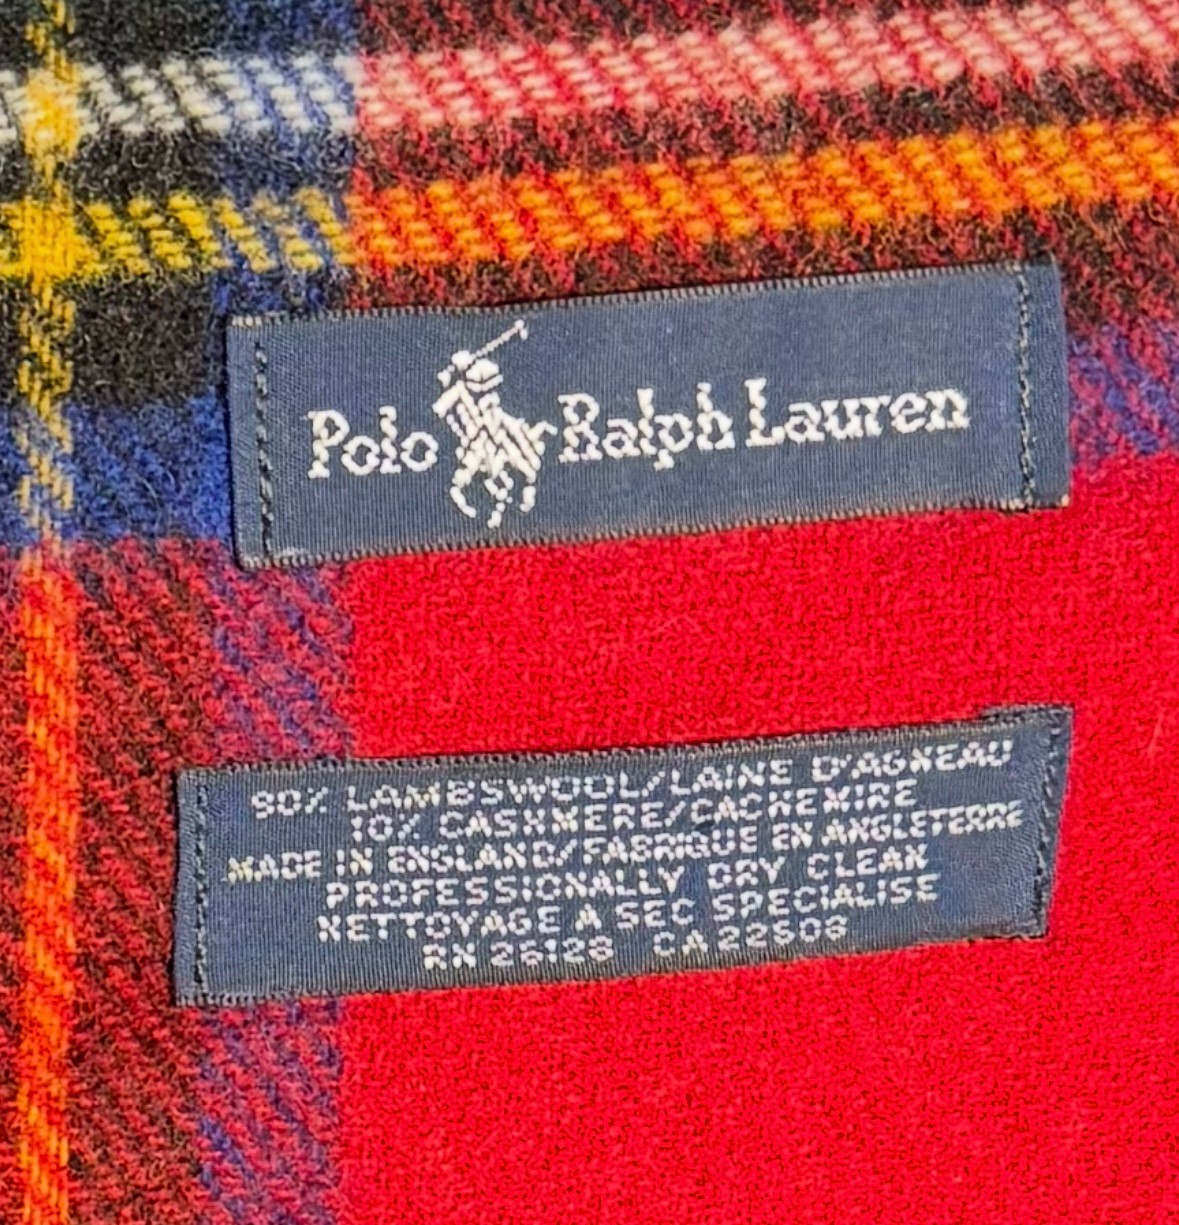 Polo Ralph Lauren
90% LAMBSWOOL/LAINE D'AGNEAU
10% CASHMERE/CACHEMIRE
MADE IN ENGLAND/FABRIQUE EN ANGLETERRE
PROFESSIONALLY DRY CLEAN
NETTOYAGE A SEC SPECIALISE
RN 26128 CA 22508